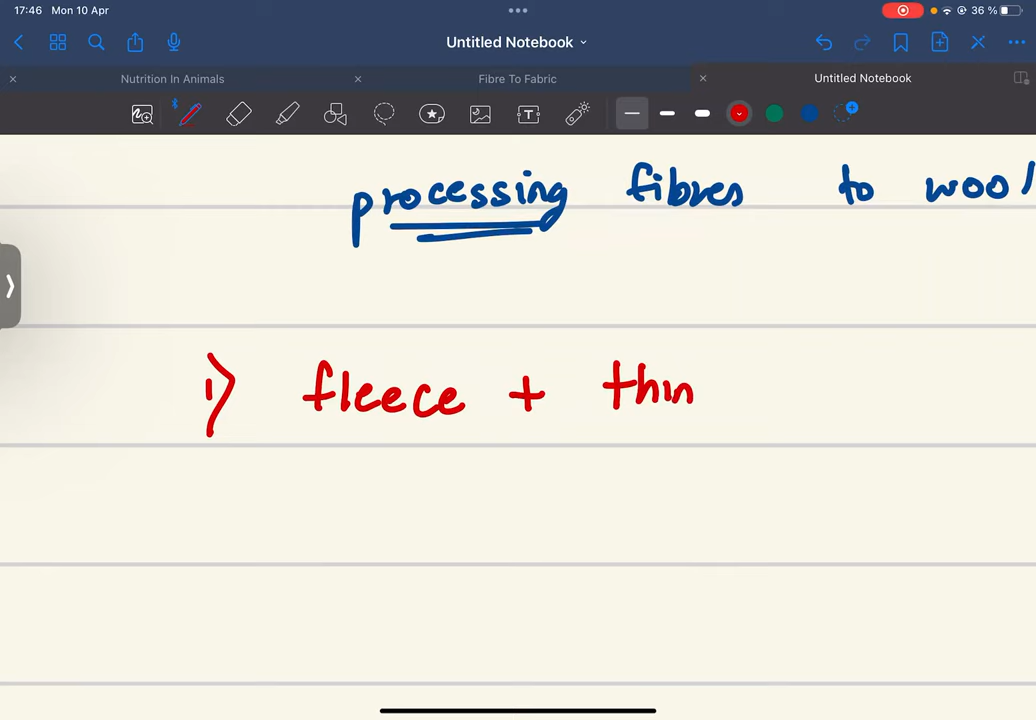 17:46 Mon 10 Apr
36 %
Untitled Notebook
Nutrition In Animals
Fibre To Fabric
Untitled Notebook
processing fibres to wool
1) fleece + thin